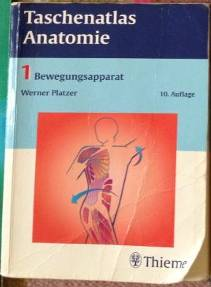 Taschenatlas
Anatomie
1 Bewegungsapparat
Werner Platzer
10. Auflage
Thieme